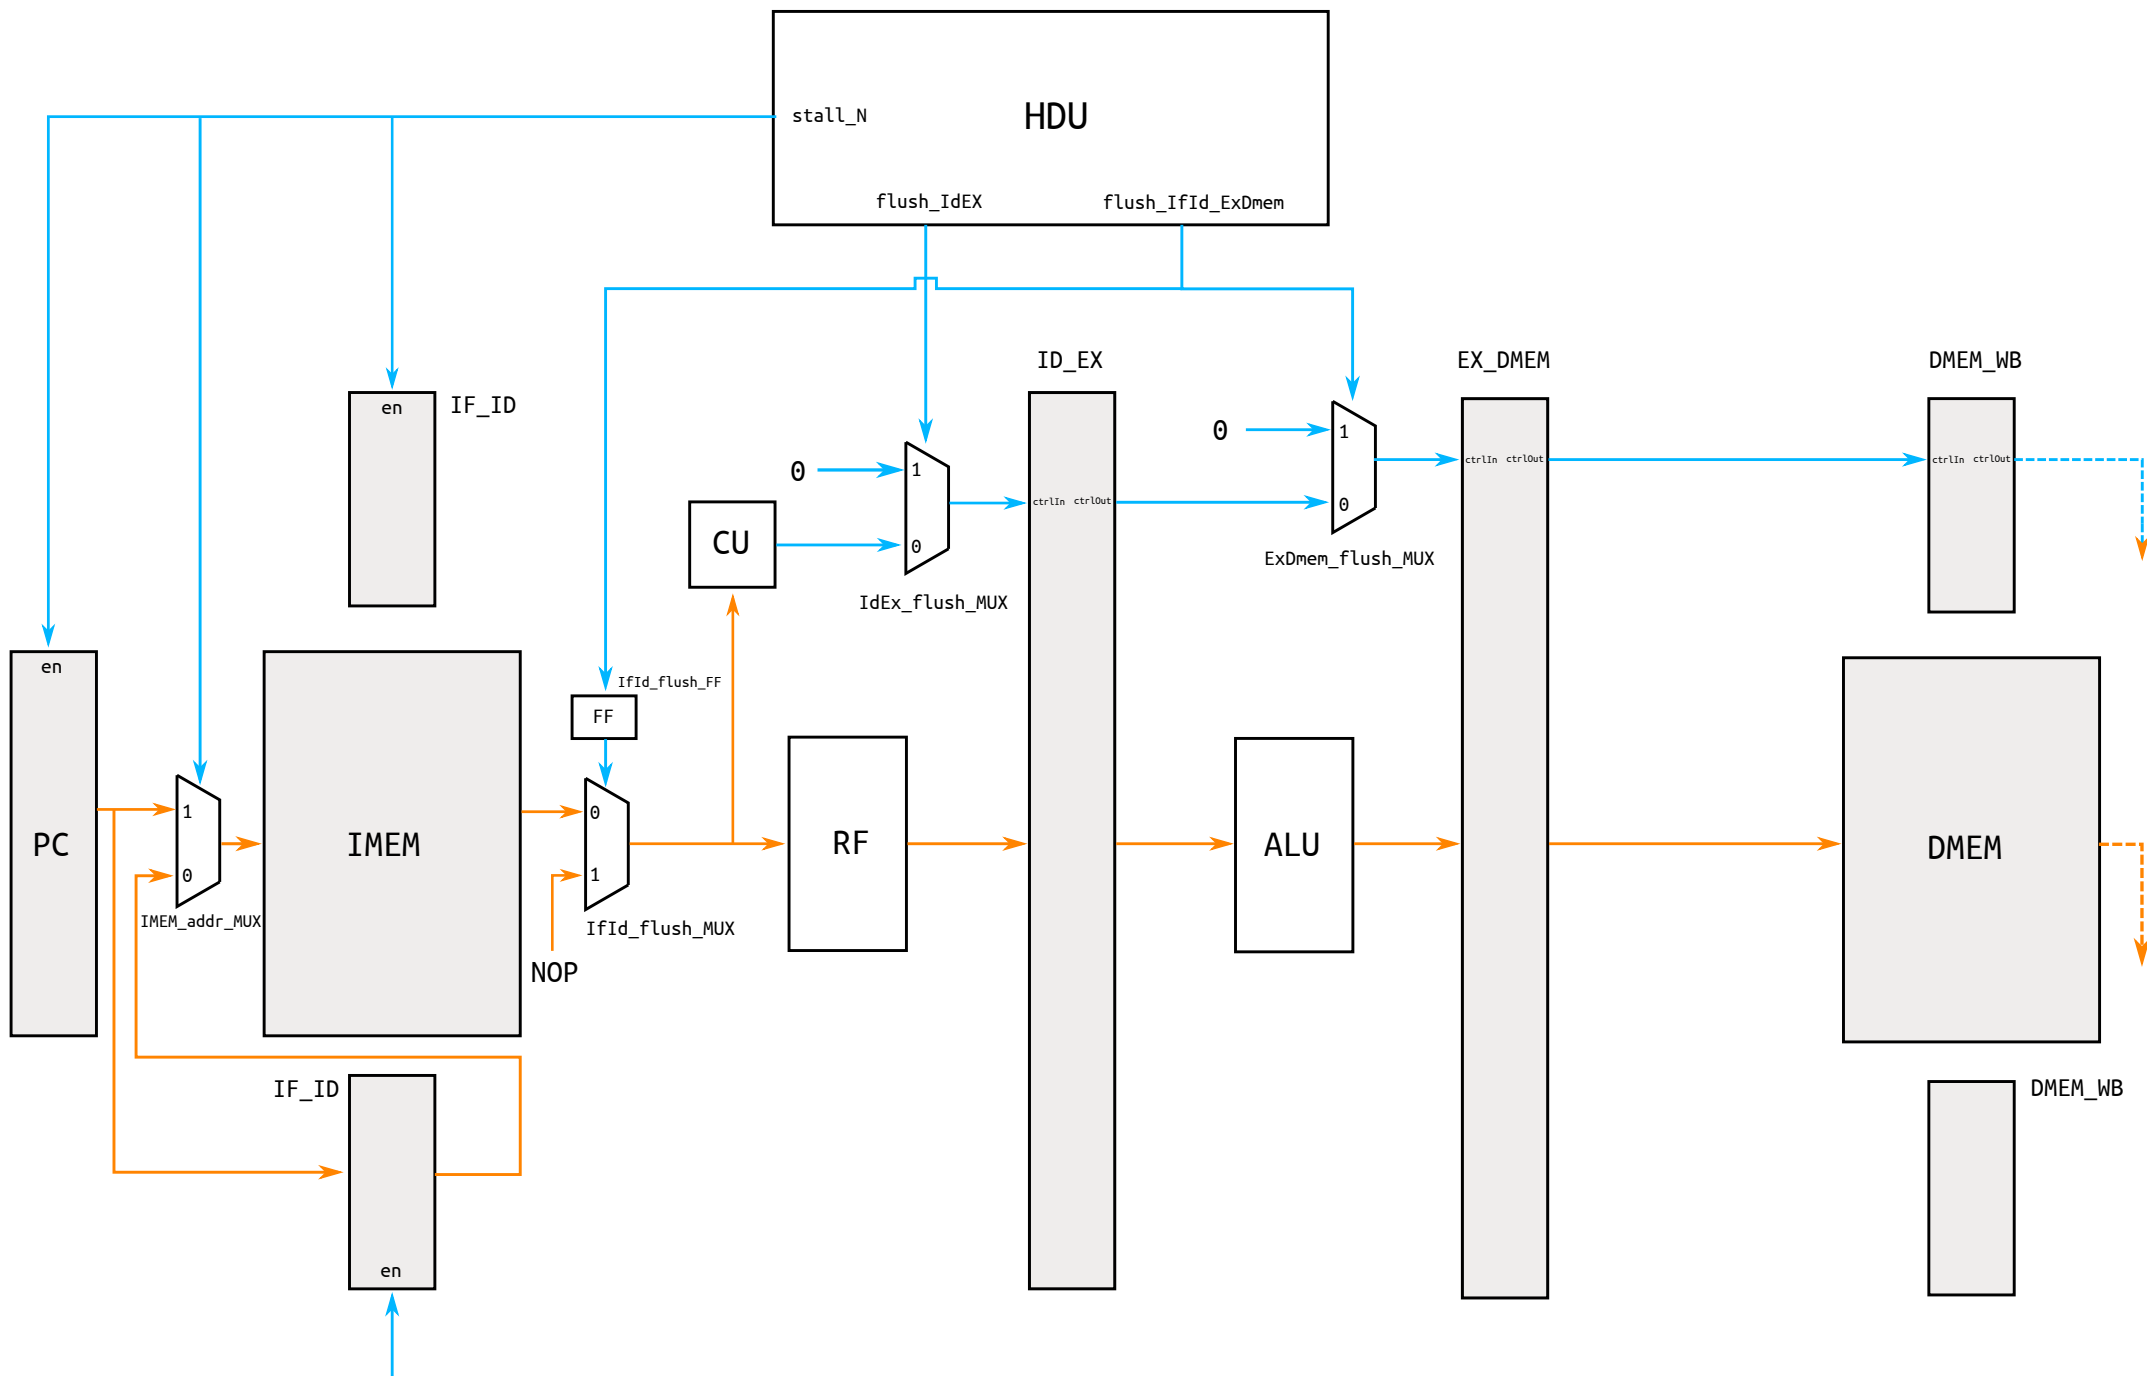 HDU
stall_N
flush_IdEX
flush_IfId_ExDmem
ID_EX
EX_DMEM
DMEM_WB
en
IF_ID
0
1
0
1
ctrlIn
ctrlOut
ctrlIn
ctrlOut
ctrlIn
ctrlOut
0
0
CU
ExDmem_flush_MUX
IdEx_flush_MUX
en
IfId_flush_FF
FF
1
0
PC
IMEM
RF
ALU
DMEM
0
1
IMEM_addr_MUX
IfId_flush_MUX
NOP
IF_ID
DMEM_WB
en